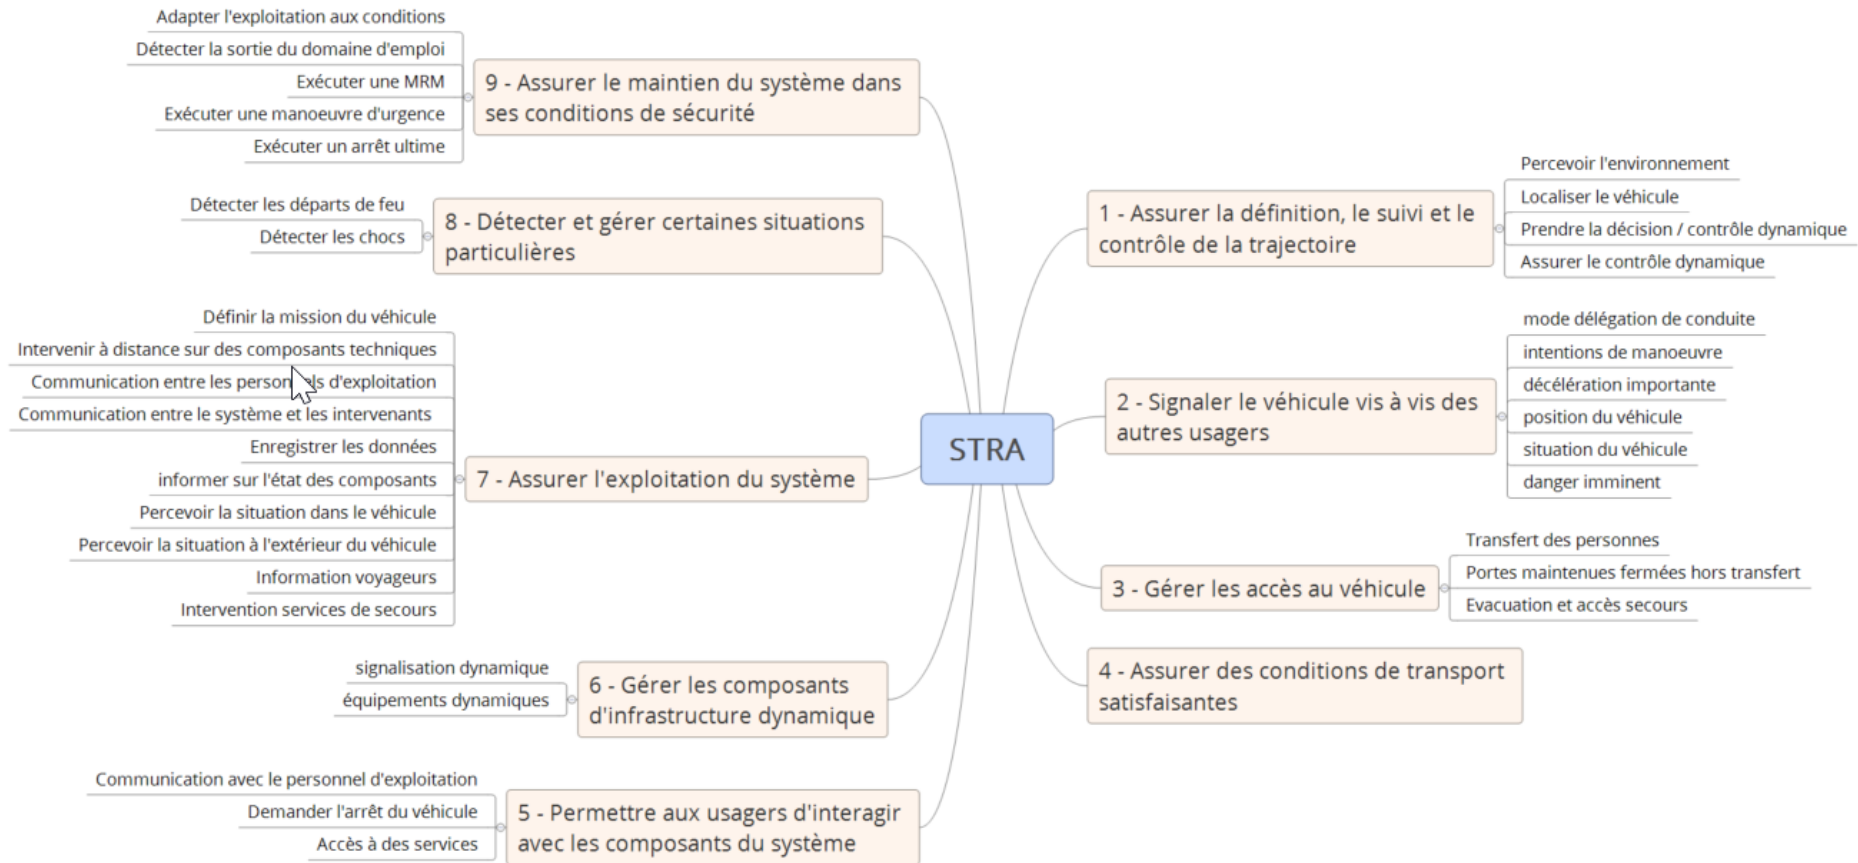 Adapter l'exploitation aux conditions
Détecter la sortie du domaine d'emploi
Exécuter une MRM
Exécuter une manoeuvre d'urgence
Exécuter un arrêt ultime
9 - Assurer le maintien du système dans
ses conditions de sécurité
Détecter les départs de feu
Détecter les chocs
8 - Détecter et gérer certaines situations
particulières
Définir la mission du véhicule
Intervenir à distance sur des composants techniques
Communication entre les personnels d'exploitation
Communication entre le système et les intervenants
Enregistrer les données
informer sur l'état des composants
Percevoir la situation dans le véhicule
Percevoir la situation à l'extérieur du véhicule
Information voyageurs
Intervention services de secours
7 - Assurer l'exploitation du système
signalisation dynamique
équipements dynamiques
6 - Gérer les composants
d'infrastructure dynamique
Communication avec le personnel d'exploitation
Demander l'arrêt du véhicule
Accès à des services
5 - Permettre aux usagers d'interagir
avec les composants du système
STRA
1 - Assurer la définition, le suivi et le
contrôle de la trajectoire
Percevoir l'environnement
Localiser le véhicule
Prendre la décision / contrôle dynamique
Assurer le contrôle dynamique
2 - Signaler le véhicule vis à vis des
autres usagers
mode délégation de conduite
intentions de manoeuvre
décélération importante
position du véhicule
situation du véhicule
danger imminent
3 - Gérer les accès au véhicule
Transfert des personnes
Portes maintenues fermées hors transfert
Evacuation et accès secours
4 - Assurer des conditions de transport
satisfaisantes